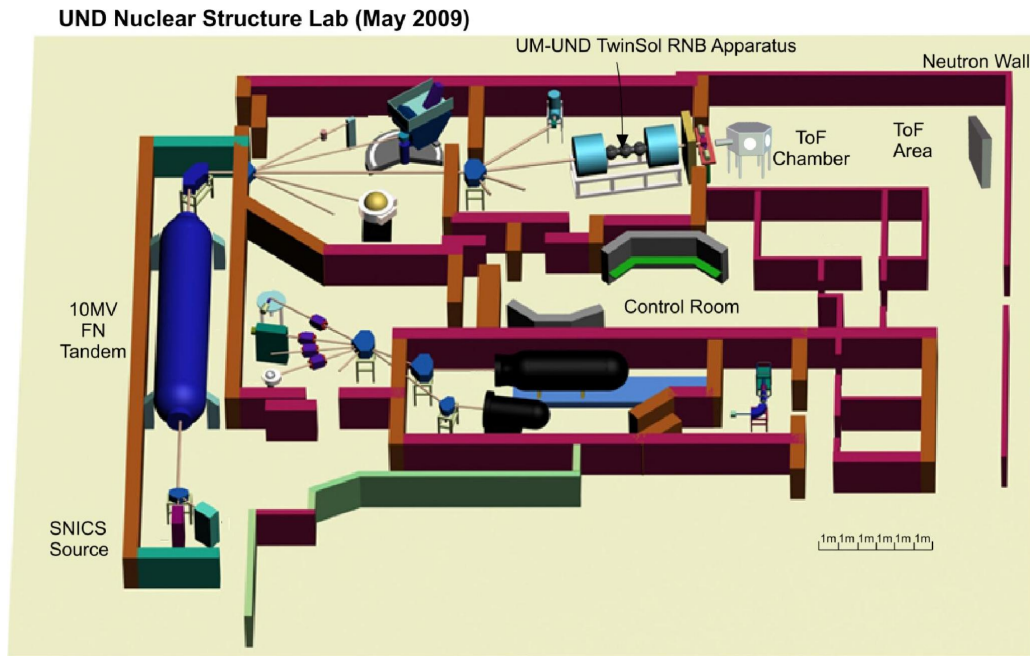 UND Nuclear Structure Lab (May 2009)
UM-UND TwinSol RNB Apparatus
Neutron Wall
ToF
Chamber
ToF
Area
10MV
FN
Tandem
Control Room
SNICS
Source
1m 1m 1m 1m 1m 1m